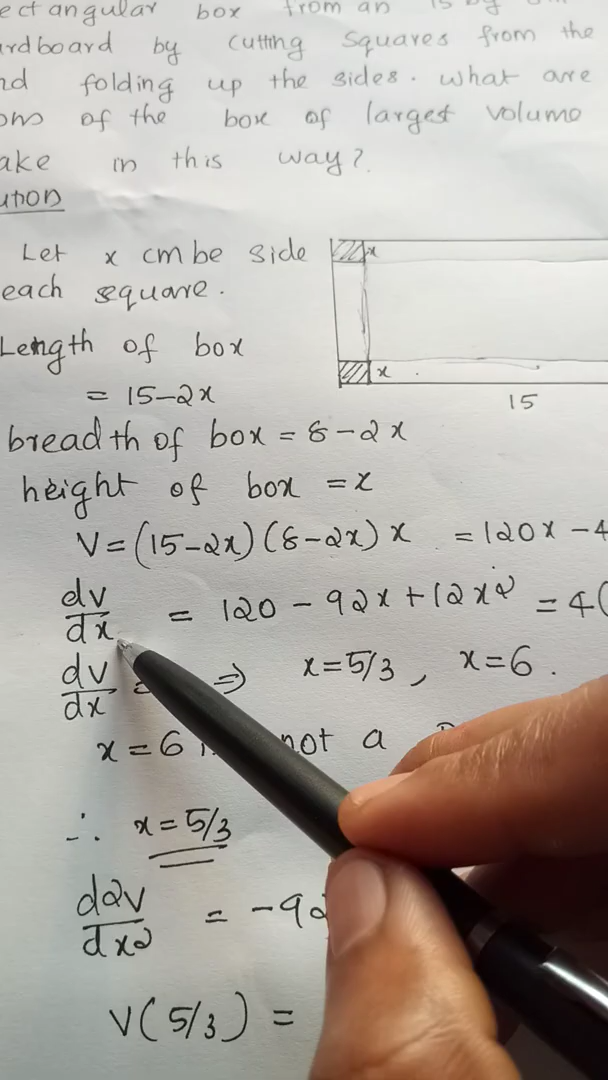 ectangular box from an 15 by
ardboard by cutting squares from the
nd folding up the sides. what are
ons of the box of largest volume
ake in this way?
ution
Let x cm be side
each square.
x
x
15
Length of box
= 15-2x
breadth of box = 8-2x
height of box = x
V = (15-2x)(8-2x) x = 120x - 4
dv/dx = 120 - 92x + 12x² = 4(
dv/dx = ⇒ x = 5/3, x = 6.
x = 6 not a
∴ x = 5/3
d2v/dx2 = -92
V(5/3) =